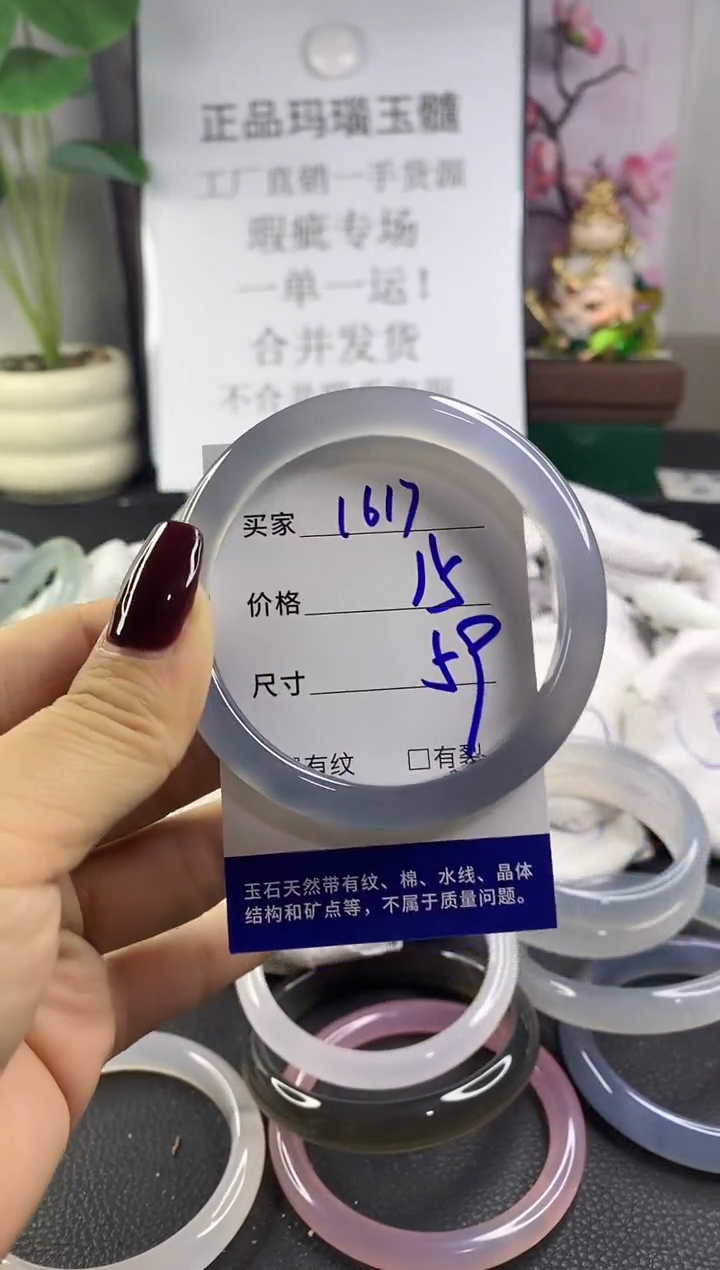 正品玛瑙玉髓
工厂直销一手货源
瑕疵专场
一单一运！
合并发货
买家 1617
价格 15
尺寸 59
有纹 □有裂
玉石天然带有纹、棉、水线、晶体
结构和矿点等，不属于质量问题。